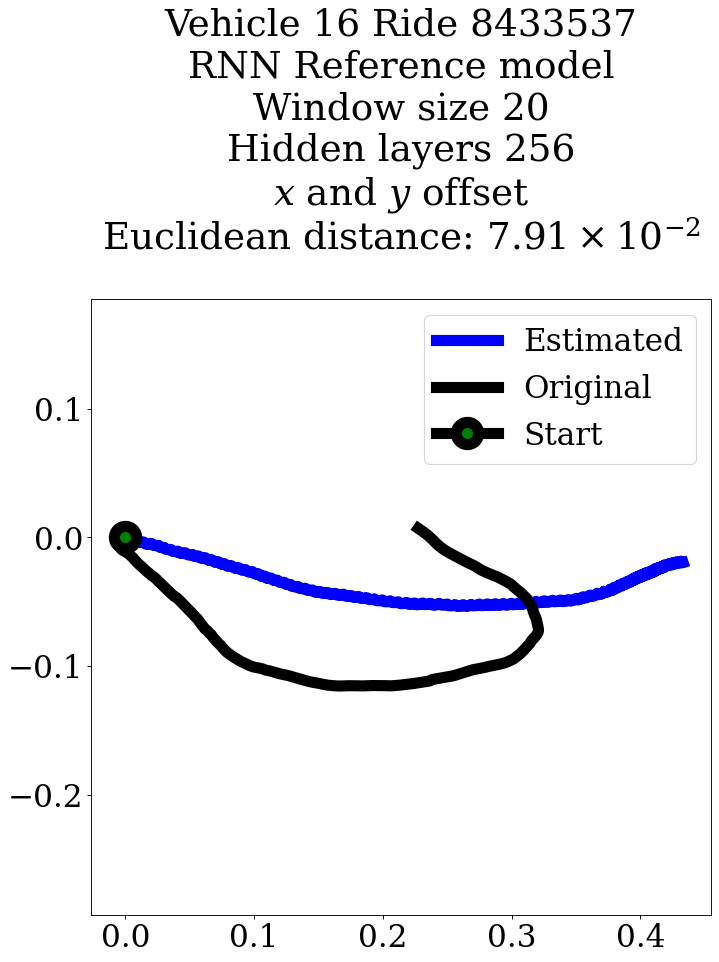 Vehicle 16 Ride 8433537
RNN Reference model
Window size 20
Hidden layers 256
x and y offset
Euclidean distance: 7.91 × 10⁻²
Estimated
Original
Start
0.1
0.0
−0.1
−0.2
0.0 0.1 0.2 0.3 0.4